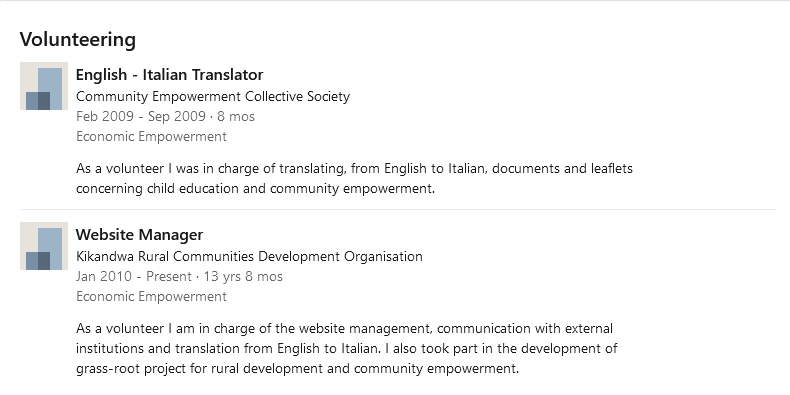 Volunteering
English - Italian Translator
Community Empowerment Collective Society
Feb 2009 - Sep 2009 · 8 mos
Economic Empowerment
As a volunteer I was in charge of translating, from English to Italian, documents and leaflets
concerning child education and community empowerment.
Website Manager
Kikandwa Rural Communities Development Organisation
Jan 2010 - Present · 13 yrs 8 mos
Economic Empowerment
As a volunteer I am in charge of the website management, communication with external
institutions and translation from English to Italian. I also took part in the development of
grass-root project for rural development and community empowerment.